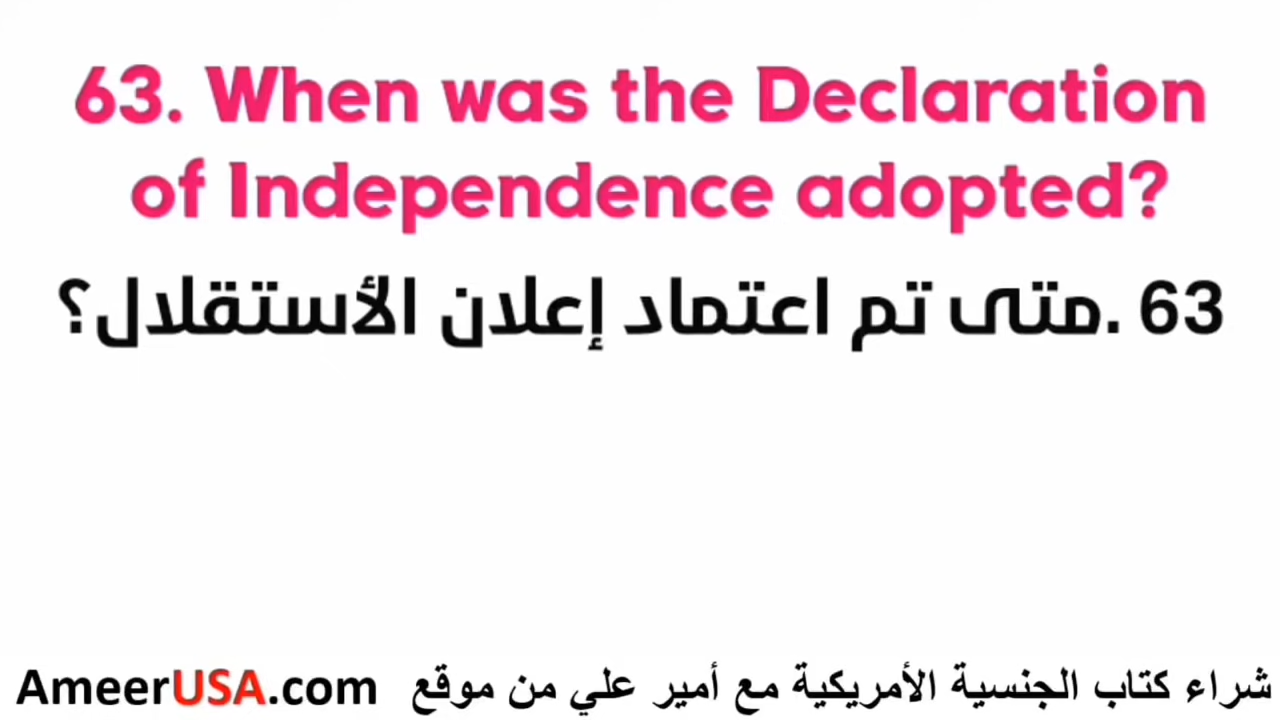 63. When was the Declaration
of Independence adopted?
63 .متى تم اعتماد إعلان الأستقلال؟
شراء كتاب الجنسية الأمريكية مع أمير علي من موقع AmeerUSA.com